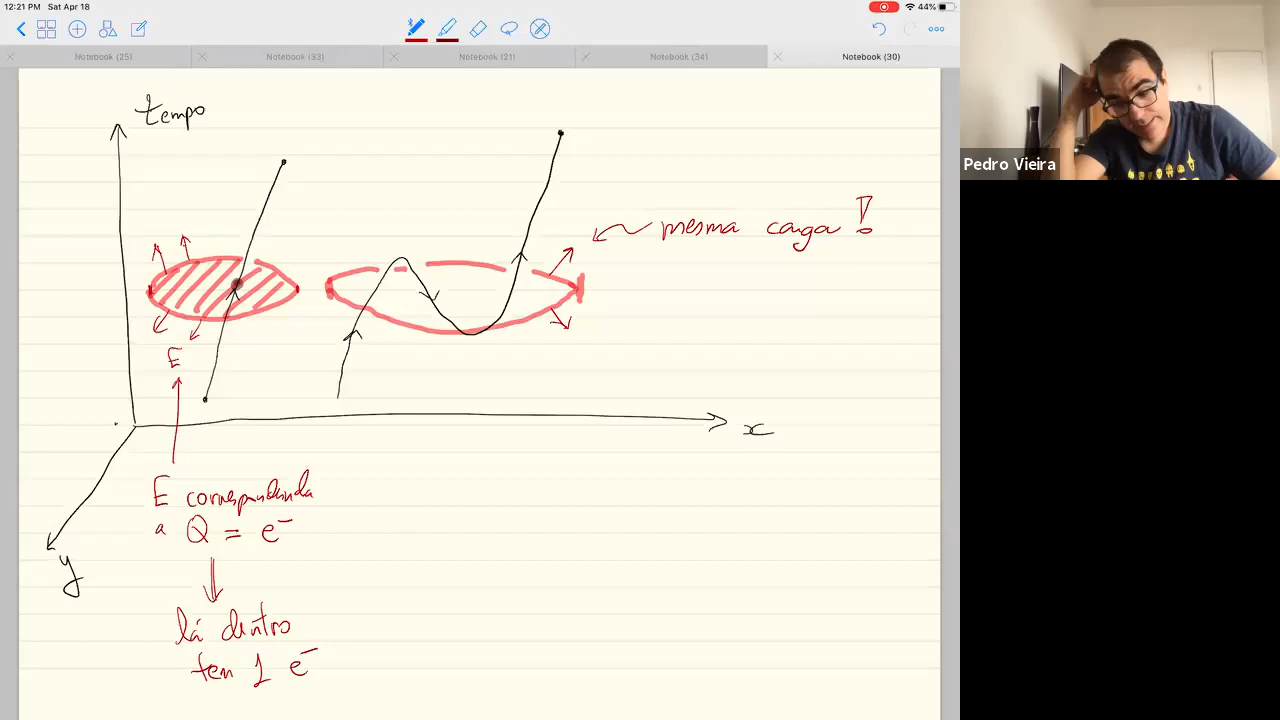 12:21 PM Sat Apr 18
44%
Notebook (25)
Notebook (33)
Notebook (21)
Notebook (34)
Notebook (30)
Pedro Vieira
tempo
mesma carga !
E
x
E correspondenda
a Q = e⁻
y
lá dentro
tem 1 e⁻